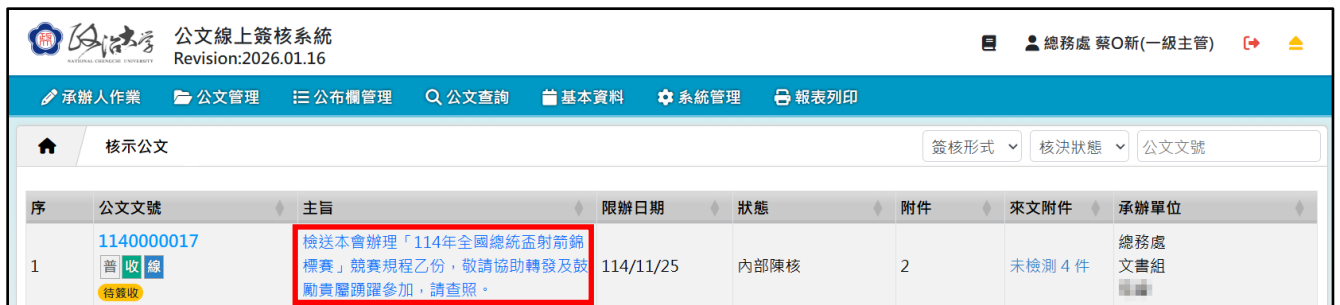 政治大學
NATIONAL CHENGCHI UNIVERSITY
公文線上簽核系統
Revision:2026.01.16
總務處 蔡O新(一級主管)
承辦人作業 公文管理 公布欄管理 公文查詢 基本資料 系統管理 報表列印
核示公文 簽核形式 核決狀態 公文文號
序 公文文號 主旨 限辦日期 狀態 附件 來文附件 承辦單位
1
1140000017
普 收 線
待簽收
檢送本會辦理「114年全國總統盃射箭錦
標賽」競賽規程乙份，敬請協助轉發及鼓
勵貴屬踴躍參加，請查照。
114/11/25
內部陳核
2
未檢測 4 件
總務處
文書組